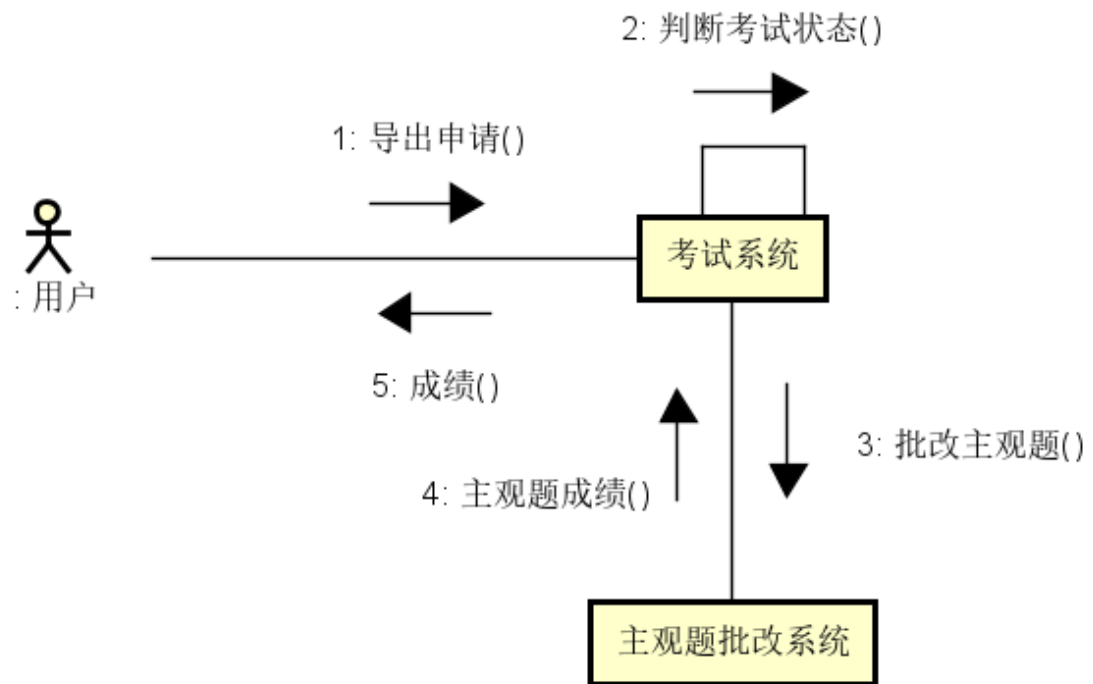 2: 判断考试状态()
1: 导出申请()
考试系统
: 用户
5: 成绩()
3: 批改主观题()
4: 主观题成绩()
主观题批改系统